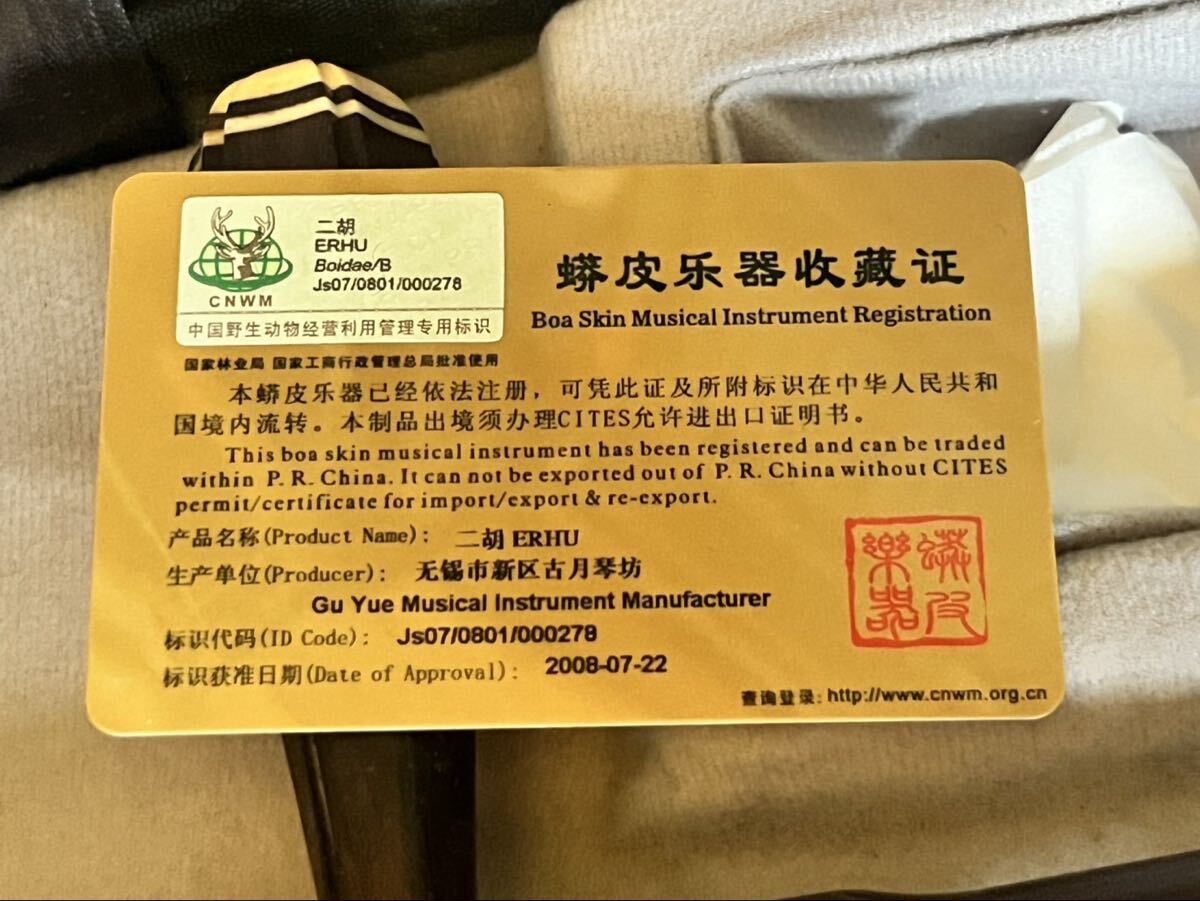 二胡
ERHU
Boidae/B
Js07/0801/000278
CNWM
中国野生动物经营利用管理专用标识
国家林业局 国家工商行政管理总局批准使用
蟒皮乐器收藏证
Boa Skin Musical Instrument Registration
本蟒皮乐器已经依法注册，可凭此证及所附标识在中华人民共和
国境内流转。本制品出境须办理CITES允许进出口证明书。
This boa skin musical instrument has been registered and can be traded
within P. R. China. It can not be exported out of P. R. China without CITES
permit/certificate for import/export & re-export.
产品名称(Product Name): 二胡 ERHU
生产单位(Producer): 无锡市新区古月琴坊
Gu Yue Musical Instrument Manufacturer
标识代码(ID Code): Js07/0801/000278
标识获准日期(Date of Approval): 2008-07-22
蟒皮
樂器
查询登录: http://www.cnwm.org.cn